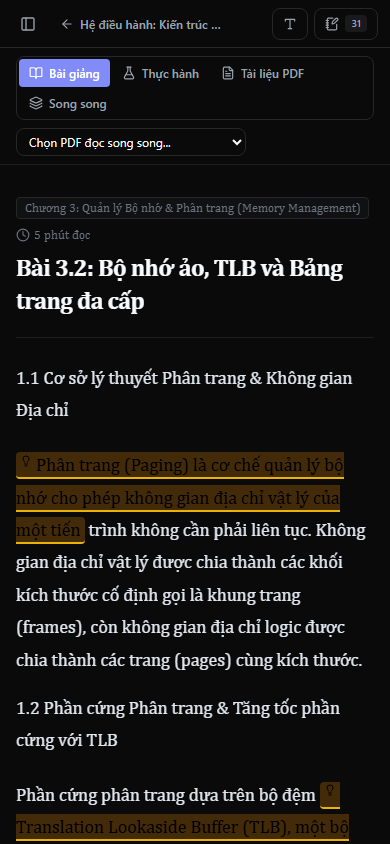 Hệ điều hành: Kiến trúc ...
31
Bài giảng
Thực hành
Tài liệu PDF
Song song
Chọn PDF đọc song song...
Chương 3: Quản lý Bộ nhớ & Phân trang (Memory Management)
5 phút đọc
Bài 3.2: Bộ nhớ ảo, TLB và Bảng
trang đa cấp
1.1 Cơ sở lý thuyết Phân trang & Không gian
Địa chỉ
Phân trang (Paging) là cơ chế quản lý bộ
nhớ cho phép không gian địa chỉ vật lý của
một tiến trình không cần phải liên tục. Không
gian địa chỉ vật lý được chia thành các khối
kích thước cố định gọi là khung trang
(frames), còn không gian địa chỉ logic được
chia thành các trang (pages) cùng kích thước.
1.2 Phần cứng Phân trang & Tăng tốc phần
cứng với TLB
Phần cứng phân trang dựa trên bộ đệm
Translation Lookaside Buffer (TLB), một bộ